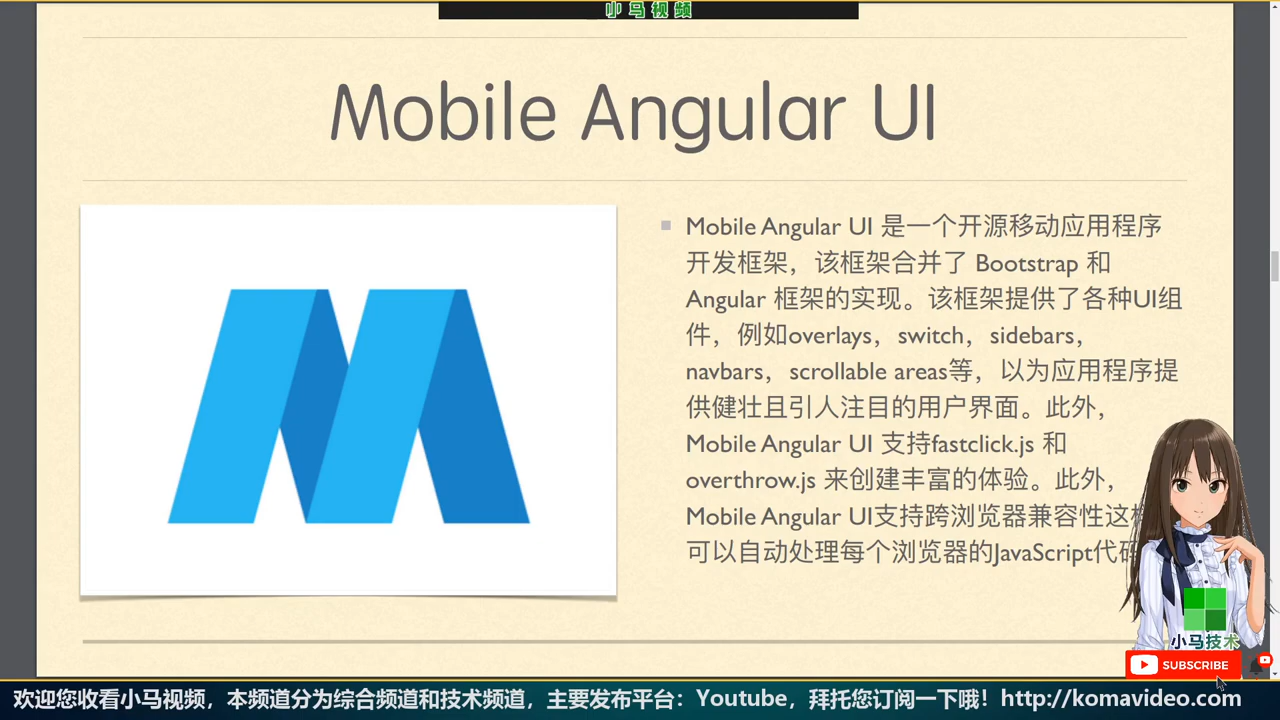 小马视频
Mobile Angular UI
Mobile Angular UI 是一个开源移动应用程序
开发框架，该框架合并了 Bootstrap 和
Angular 框架的实现。该框架提供了各种UI组
件，例如overlays，switch，sidebars，
navbars，scrollable areas等，以为应用程序提
供健壮且引人注目的用户界面。此外，
Mobile Angular UI 支持fastclick.js 和
overthrow.js 来创建丰富的体验。此外，
Mobile Angular UI支持跨浏览器兼容性这
可以自动处理每个浏览器的JavaScript代
小马技术
SUBSCRIBE
欢迎您收看小马视频，本频道分为综合频道和技术频道，主要发布平台：Youtube，拜托您订阅一下哦！http://komavideo.com